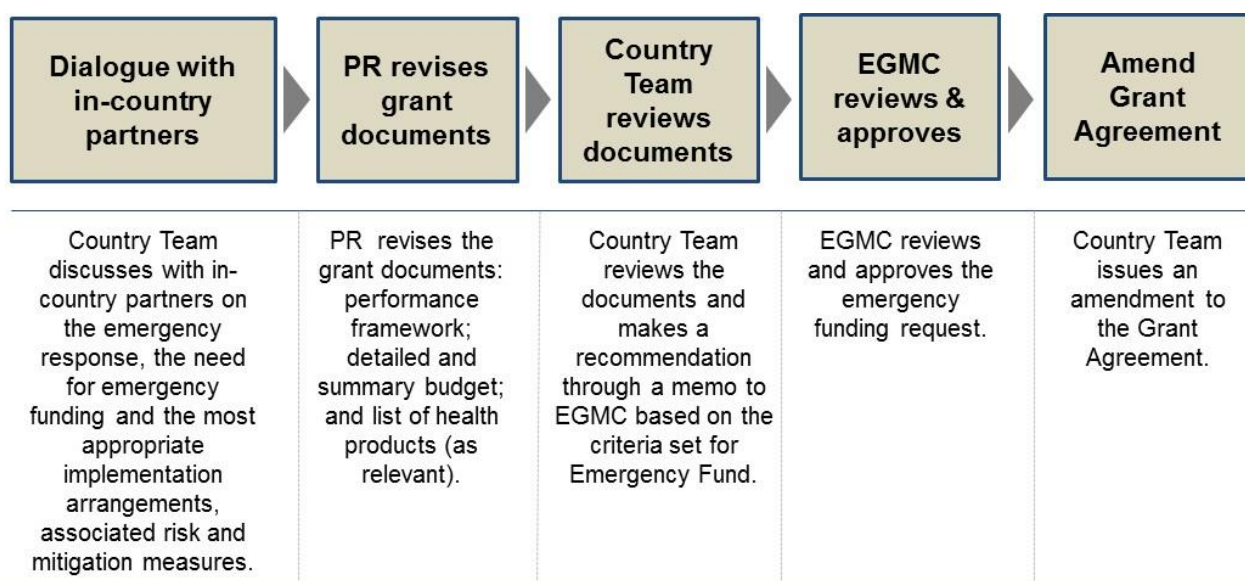 Dialogue with
in-country
partners
PR revises
grant
documents
Country
Team
reviews
documents
EGMC
reviews &
approves
Amend
Grant
Agreement
Country Team
discusses with in-
country partners on
the emergency
response, the need
for emergency
funding and the most
appropriate
implementation
arrangements,
associated risk and
mitigation measures.
PR revises the
grant documents:
performance
framework;
detailed and
summary budget;
and list of health
products (as
relevant).
Country Team
reviews the
documents and
makes a
recommendation
through a memo to
EGMC based on the
criteria set for
Emergency Fund.
EGMC reviews
and approves the
emergency
funding request.
Country Team
issues an
amendment to
the Grant
Agreement.